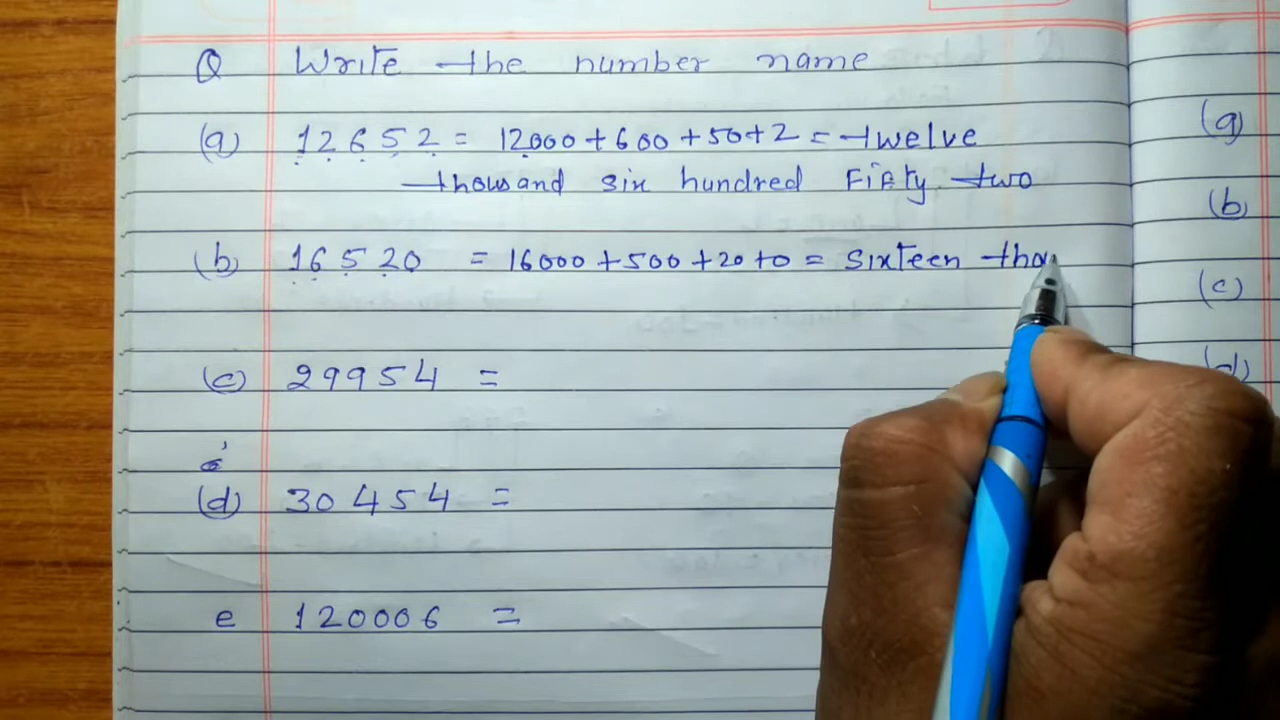 Q Write the number name
(a) 12652 = 12000+600+50+2 = twelve
thousand six hundred Fifty two
(b) 16520 = 16000+500+20+0 = sixteen thou
(c) 29954 =
(d) 30454 =
e 120006 =
(g)
(b)
(c)
(d)